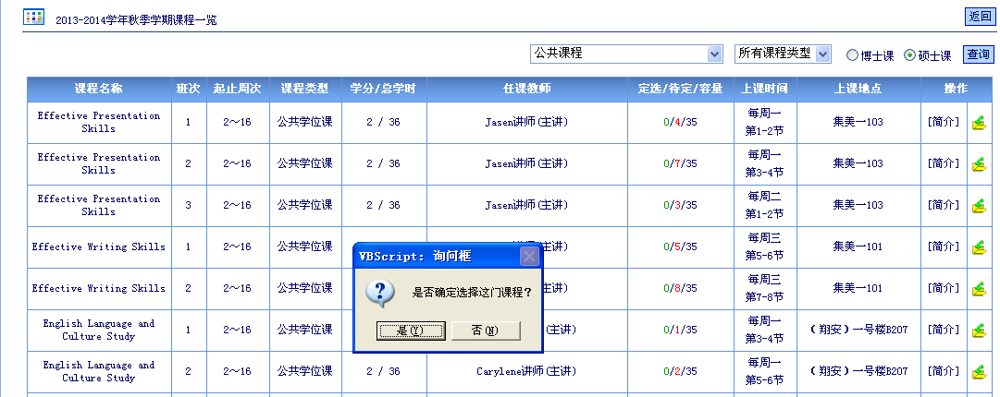 2013-2014学年秋季学期课程一览
返回
公共课程 所有课程类型 博士课 硕士课 查询
课程名称 班次 起止周次 课程类型 学分/总学时 任课教师 定选/待定/容量 上课时间 上课地点 操作
Effective Presentation Skills 1 2～16 公共学位课 2 / 36 Jasen讲师(主讲) 0/4/35 每周一 第1-2节 集美一103 [简介]
Effective Presentation Skills 2 2～16 公共学位课 2 / 36 Jasen讲师(主讲) 0/7/35 每周一 第3-4节 集美一103 [简介]
Effective Presentation Skills 3 2～16 公共学位课 2 / 36 Jasen讲师(主讲) 0/3/35 每周二 第1-2节 集美一103 [简介]
Effective Writing Skills 1 2～16 公共学位课 讲师(主讲) 0/5/35 每周三 第5-6节 集美一101 [简介]
Effective Writing Skills 2 2～16 公共学位课 讲师(主讲) 0/8/35 每周三 第7-8节 集美一101 [简介]
English Language and Culture Study 1 2～16 公共学位课 (主讲) 0/1/35 每周一 第3-4节 (翔安)一号楼B207 [简介]
English Language and Culture Study 2 2～16 公共学位课 2 / 36 Carylene讲师(主讲) 0/2/35 每周一 第5-6节 (翔安)一号楼B207 [简介]
VBScript: 询问框
是否确定选择这门课程?
是(Y) 否(N)